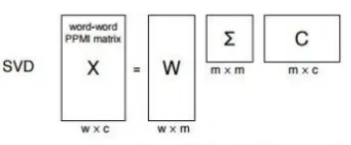 word-word
PPMI matrix
SVD X = W Σ C
m x m m x c
w x c w x m